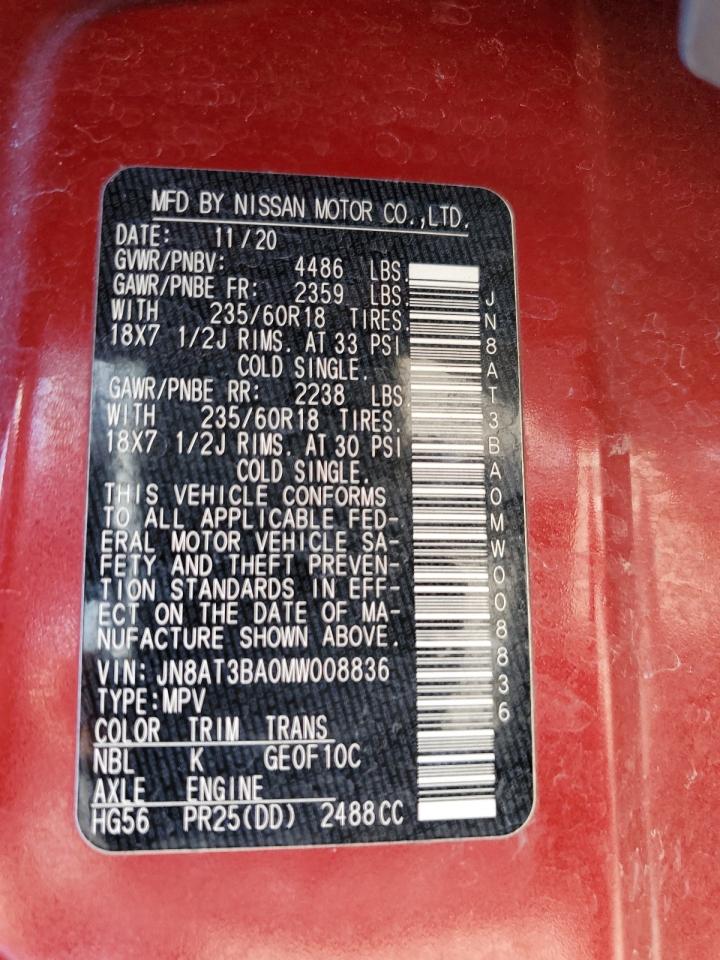 MFD BY NISSAN MOTOR CO.,LTD.
DATE: 11/20
GVWR/PNBV: 4486 LBS.
GAWR/PNBE FR: 2359 LBS.
WITH 235/60R18 TIRES.
18X7 1/2J RIMS. AT 33 PSI
COLD SINGLE.
GAWR/PNBE RR: 2238 LBS.
WITH 235/60R18 TIRES.
18X7 1/2J RIMS. AT 30 PSI
COLD SINGLE.
THIS VEHICLE CONFORMS
TO ALL APPLICABLE FED-
ERAL MOTOR VEHICLE SA-
FETY AND THEFT PREVEN-
TION STANDARDS IN EFF-
ECT ON THE DATE OF MA-
NUFACTURE SHOWN ABOVE.
VIN: JN8AT3BA0MW008836
TYPE:MPV
COLOR TRIM TRANS
NBL K GE0F10C
AXLE ENGINE
HG56 PR25(DD) 2488CC
JN8AT3BA0MW008836